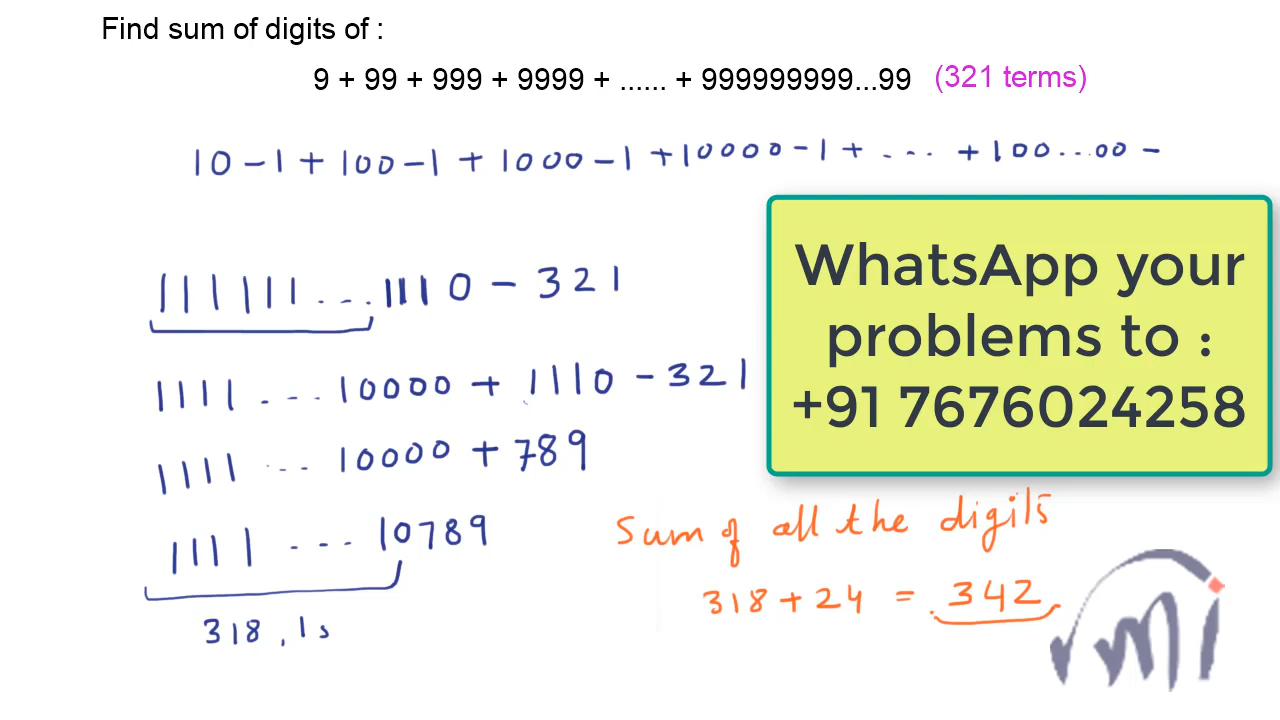 Find sum of digits of :
9 + 99 + 999 + 9999 + ...... + 999999999...99 (321 terms)
10 - 1 + 100 - 1 + 1000 - 1 + 10000 - 1 + .... + 100...00 -
111111...1110 - 321
1111 ... 10000 + 1110 - 321
1111 ... 10000 + 789
1111 ... 10789
318, 1s
WhatsApp your
problems to :
+91 7676024258
Sum of all the digits
318 + 24 = 342
rmi